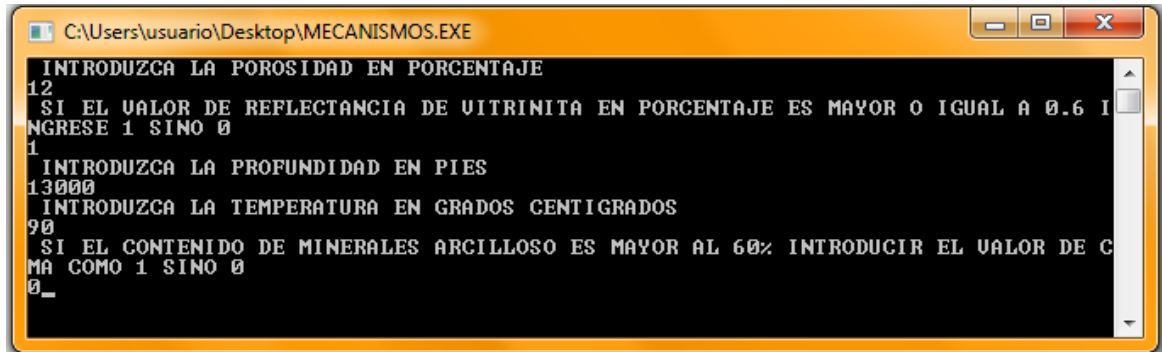 C:\Users\usuario\Desktop\MECANISMOS.EXE
INTRODUZCA LA POROSIDAD EN PORCENTAJE
12
SI EL VALOR DE REFLECTANCIA DE VITRINITA EN PORCENTAJE ES MAYOR O IGUAL A 0.6 I
NGRESE 1 SINO 0
1
INTRODUZCA LA PROFUNDIDAD EN PIES
13000
INTRODUZCA LA TEMPERATURA EN GRADOS CENTIGRADOS
90
SI EL CONTENIDO DE MINERALES ARCILLOSO ES MAYOR AL 60% INTRODUCIR EL VALOR DE C
MA COMO 1 SINO 0
0_